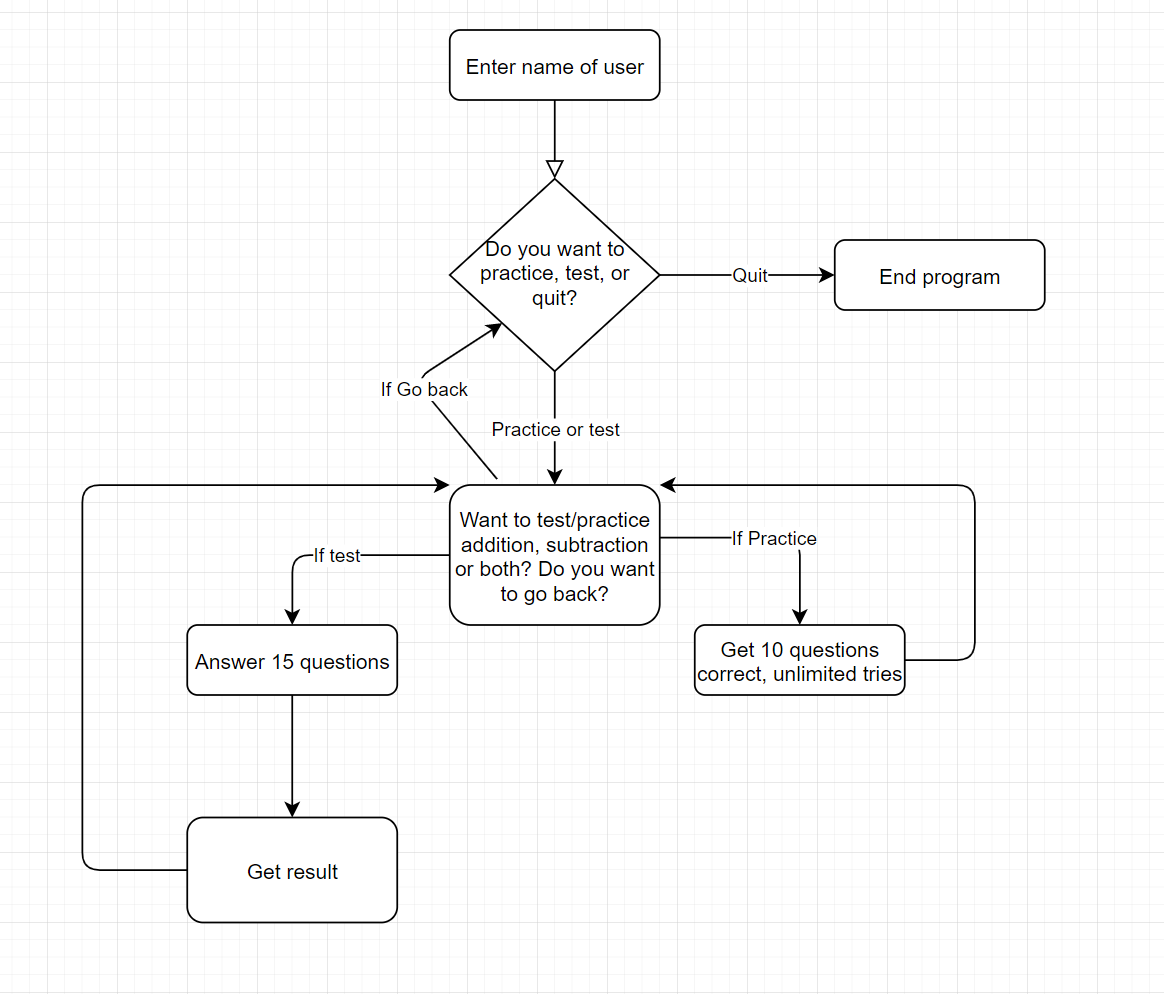 Enter name of user
Do you want to
practice, test, or
quit?
Quit
End program
If Go back
Practice or test
Want to test/practice
addition, subtraction
or both? Do you want
to go back?
If test
If Practice
Answer 15 questions
Get 10 questions
correct, unlimited tries
Get result